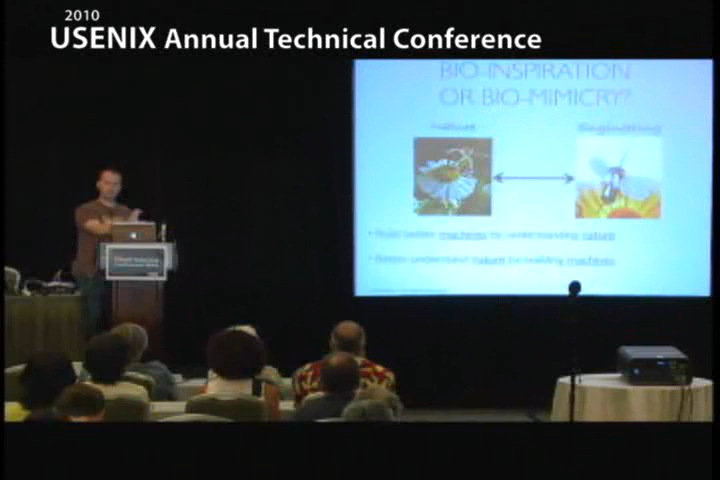 2010
USENIX Annual Technical Conference
BIO-INSPIRATION
OR BIO-MIMICRY?
Engineering
• Build better machines by understanding nature
• Better understand nature by building machines